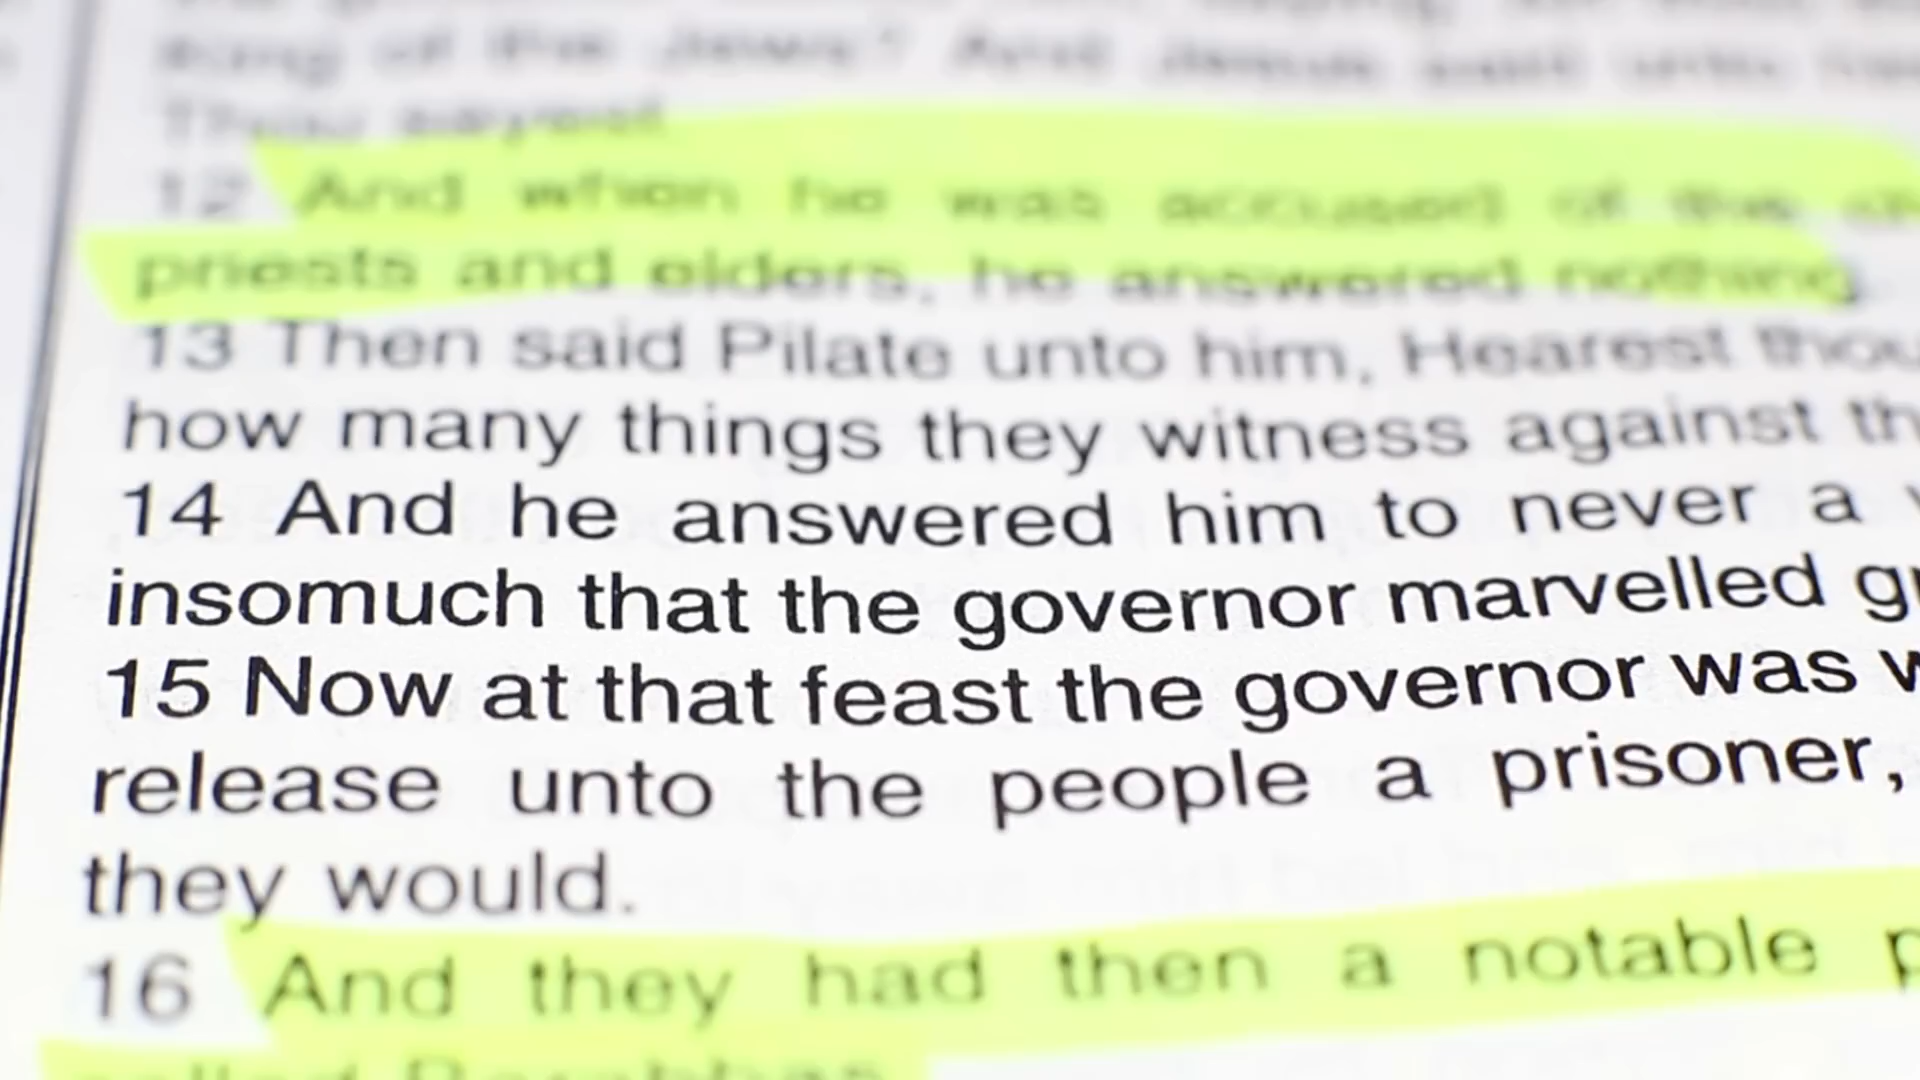 King of the Jews? And Jesus said unto
Thou sayest
12 And when he was accused of the
priests and elders, he answered nothing
13 Then said Pilate unto him, Hearest thou
how many things they witness against
14 And he answered him to never a
insomuch that the governor marvelled
15 Now at that feast the governor was
release unto the people a prisoner,
they would.
16 And they had then a notable
called Barabbas